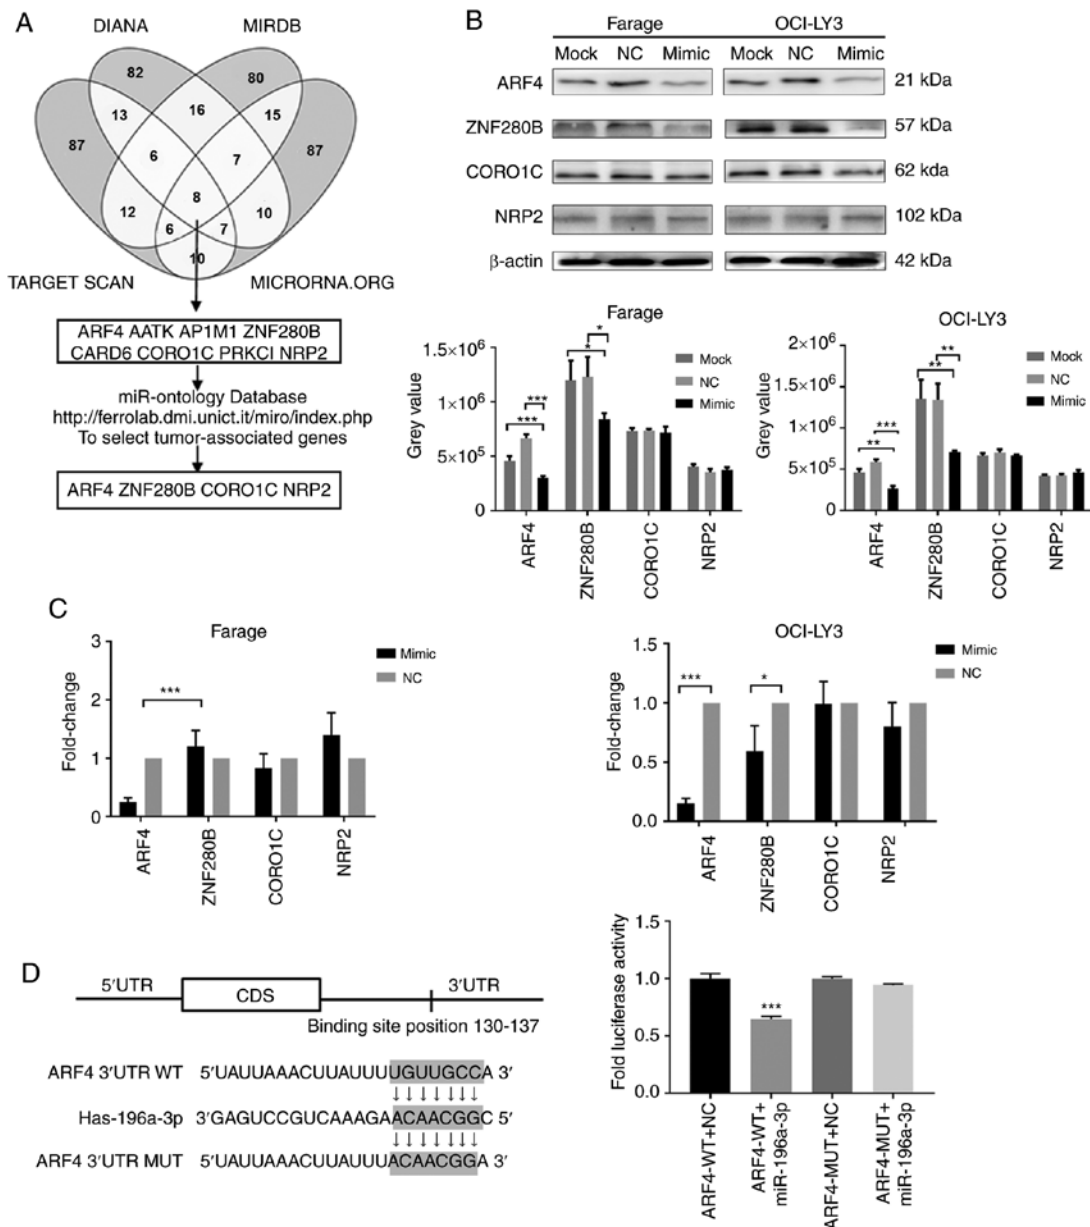 A
DIANA MIRDB
82 80
13 16 15
87 87
6 7
8
12 10
6 7
10
TARGET SCAN MICRORNA.ORG
ARF4 AATK AP1M1 ZNF280B
CARD6 CORO1C PRKCI NRP2
miR-ontology Database
http://ferrolab.dmi.unict.it/miro/index.php
To select tumor-associated genes
ARF4 ZNF280B CORO1C NRP2
B
Farage OCI-LY3
Mock NC Mimic Mock NC Mimic
ARF4 21 kDa
ZNF280B 57 kDa
CORO1C 62 kda
NRP2 102 kDa
β-actin 42 kDa
Farage
Grey value
1.5×10⁶
1×10⁶
5×10⁵
0
*** *** * *
Mock
NC
Mimic
ARF4 ZNF280B CORO1C NRP2
OCI-LY3
Grey value
2×10⁶
1.5×10⁶
1×10⁶
5×10⁵
0
** *** ** **
Mock
NC
Mimic
ARF4 ZNF280B CORO1C NRP2
C
Farage
Fold-change
3
2
1
0
***
Mimic
NC
ARF4 ZNF280B CORO1C NRP2
OCI-LY3
Fold-change
1.5
1.0
0.5
0.0
*** *
Mimic
NC
ARF4 ZNF280B CORO1C NRP2
D
5′UTR CDS 3′UTR
Binding site position 130-137
ARF4 3′UTR WT 5′UAUUAAACUUAUUUUGUUGCCA 3′
Has-196a-3p 3′GAGUCCGUCAAAGAACAACGGC 5′
ARF4 3′UTR MUT 5′UAUUAAACUUAUUUACAACGGA 3′
Fold luciferase activity
1.5
1.0
0.5
0.0
***
ARF4-WT+NC
ARF4-WT+
miR-196a-3p
ARF4-MUT+NC
ARF4-MUT+
miR-196a-3p